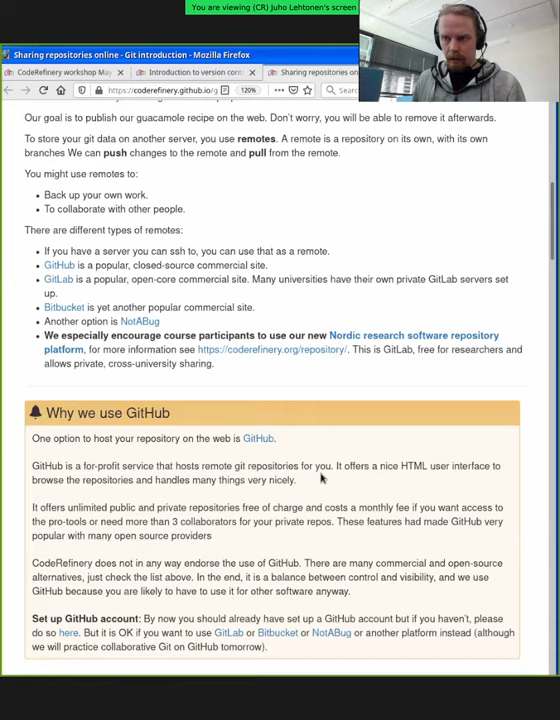 You are viewing (CR) Juho Lehtonen's screen
Sharing repositories online - Git introduction - Mozilla Firefox
CodeRefinery workshop May
Introduction to version cont
Sharing repositories on
https://coderefinery.github.io/g
120%
Sear
Our goal is to publish our guacamole recipe on the web. Don't worry, you will be able to remove it afterwards.
To store your git data on another server, you use remotes. A remote is a repository on its own, with its own
branches We can push changes to the remote and pull from the remote.
You might use remotes to:
Back up your own work.
To collaborate with other people.
There are different types of remotes:
If you have a server you can ssh to, you can use that as a remote.
GitHub is a popular, closed-source commercial site.
GitLab is a popular, open-core commercial site. Many universities have their own private GitLab servers set
up.
Bitbucket is yet another popular commercial site.
Another option is NotABug
We especially encourage course participants to use our new Nordic research software repository
platform, for more information see https://coderefinery.org/repository/. This is GitLab, free for researchers and
allows private, cross-university sharing.
Why we use GitHub
One option to host your repository on the web is GitHub.
GitHub is a for-profit service that hosts remote git repositories for you. It offers a nice HTML user interface to
browse the repositories and handles many things very nicely.
It offers unlimited public and private repositories free of charge and costs a monthly fee if you want access to
the pro-tools or need more than 3 collaborators for your private repos. These features had made GitHub very
popular with many open source providers
CodeRefinery does not in any way endorse the use of GitHub. There are many commercial and open-source
alternatives, just check the list above. In the end, it is a balance between control and visibility, and we use
GitHub because you are likely to have to use it for other software anyway.
Set up GitHub account: By now you should already have set up a GitHub account but if you haven't, please
do so here. But it is OK if you want to use GitLab or Bitbucket or NotABug or another platform instead (although
we will practice collaborative Git on GitHub tomorrow).